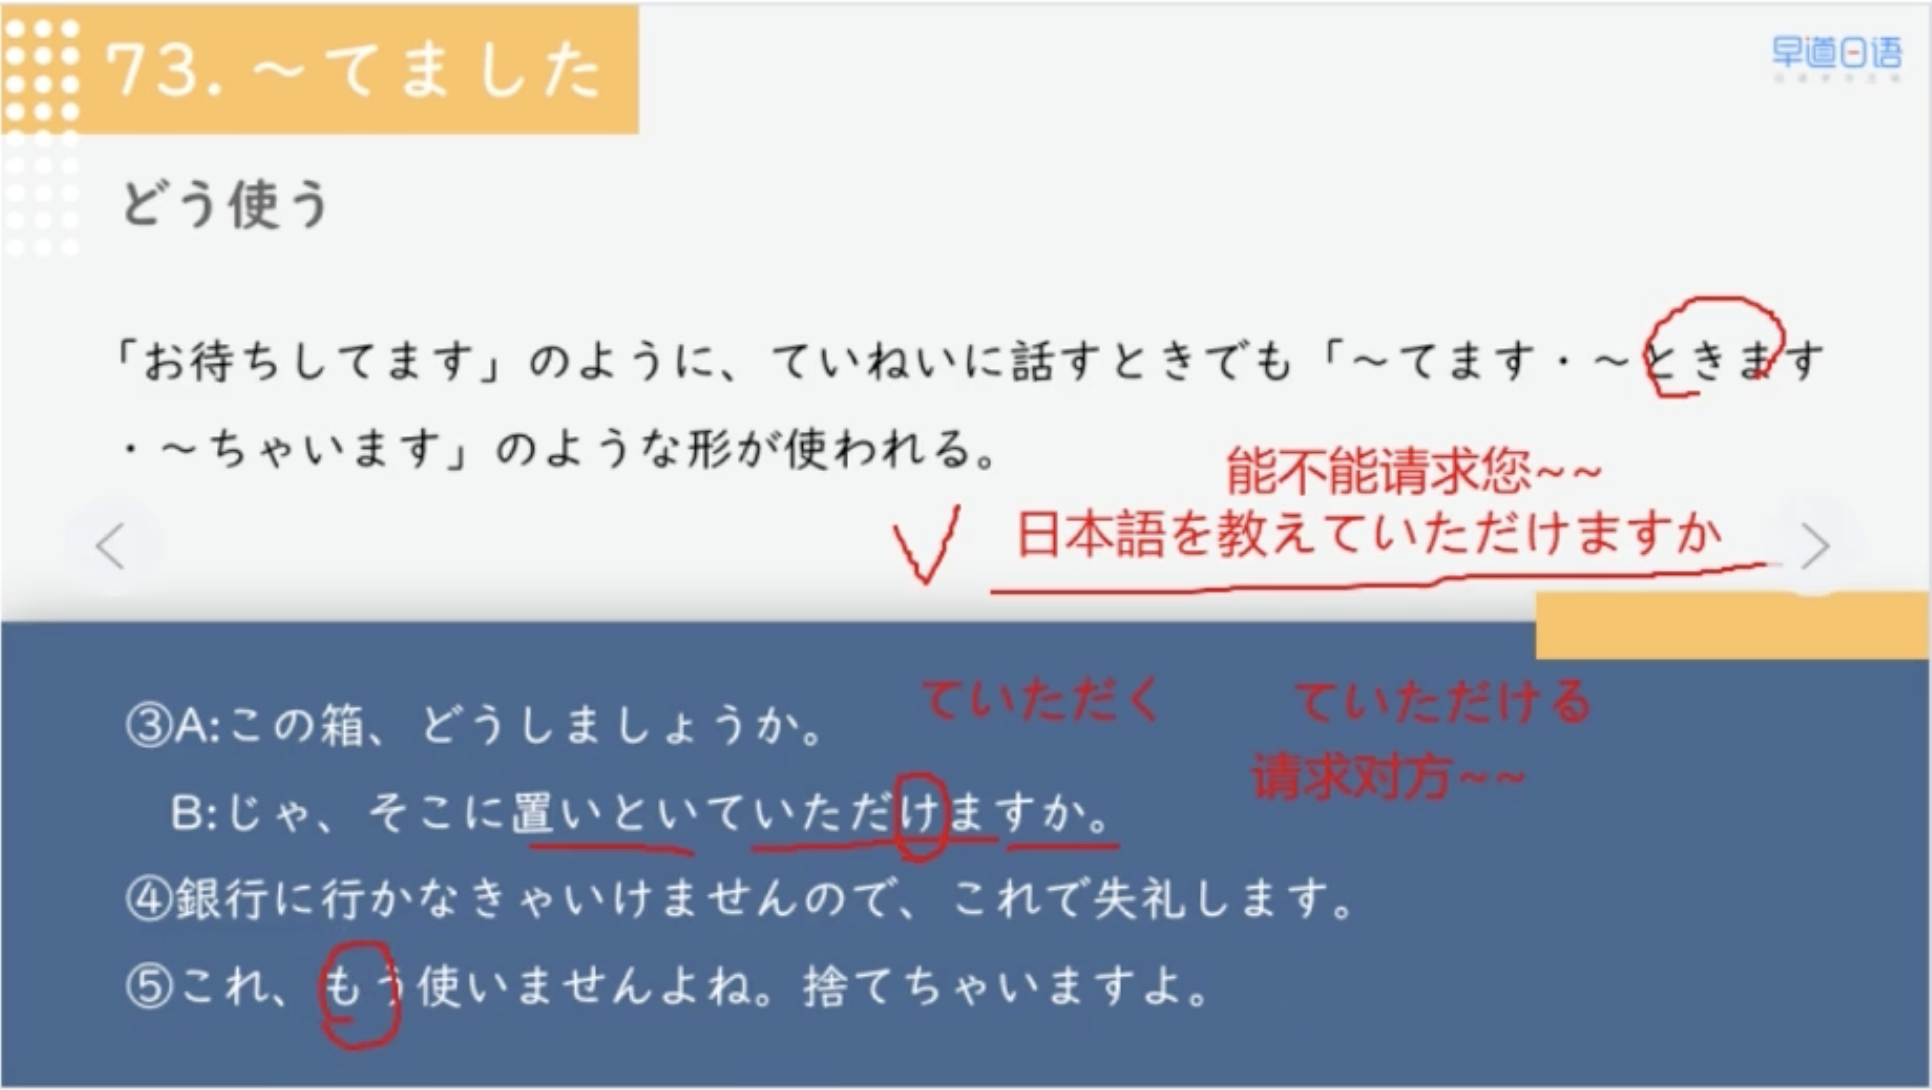 73.～てました
早道日语
どう使う
「お待ちしてます」のように、ていねいに話すときでも「～てます・～ときます
・～ちゃいます」のような形が使われる。
能不能请求您~~
日本語を教えていただけますか
ていただく ていただける
③A:この箱、どうしましょうか。
请求对方~~
B:じゃ、そこに置いといていただけますか。
④銀行に行かなきゃいけませんので、これで失礼します。
⑤これ、もう使いませんよね。捨てちゃいますよ。